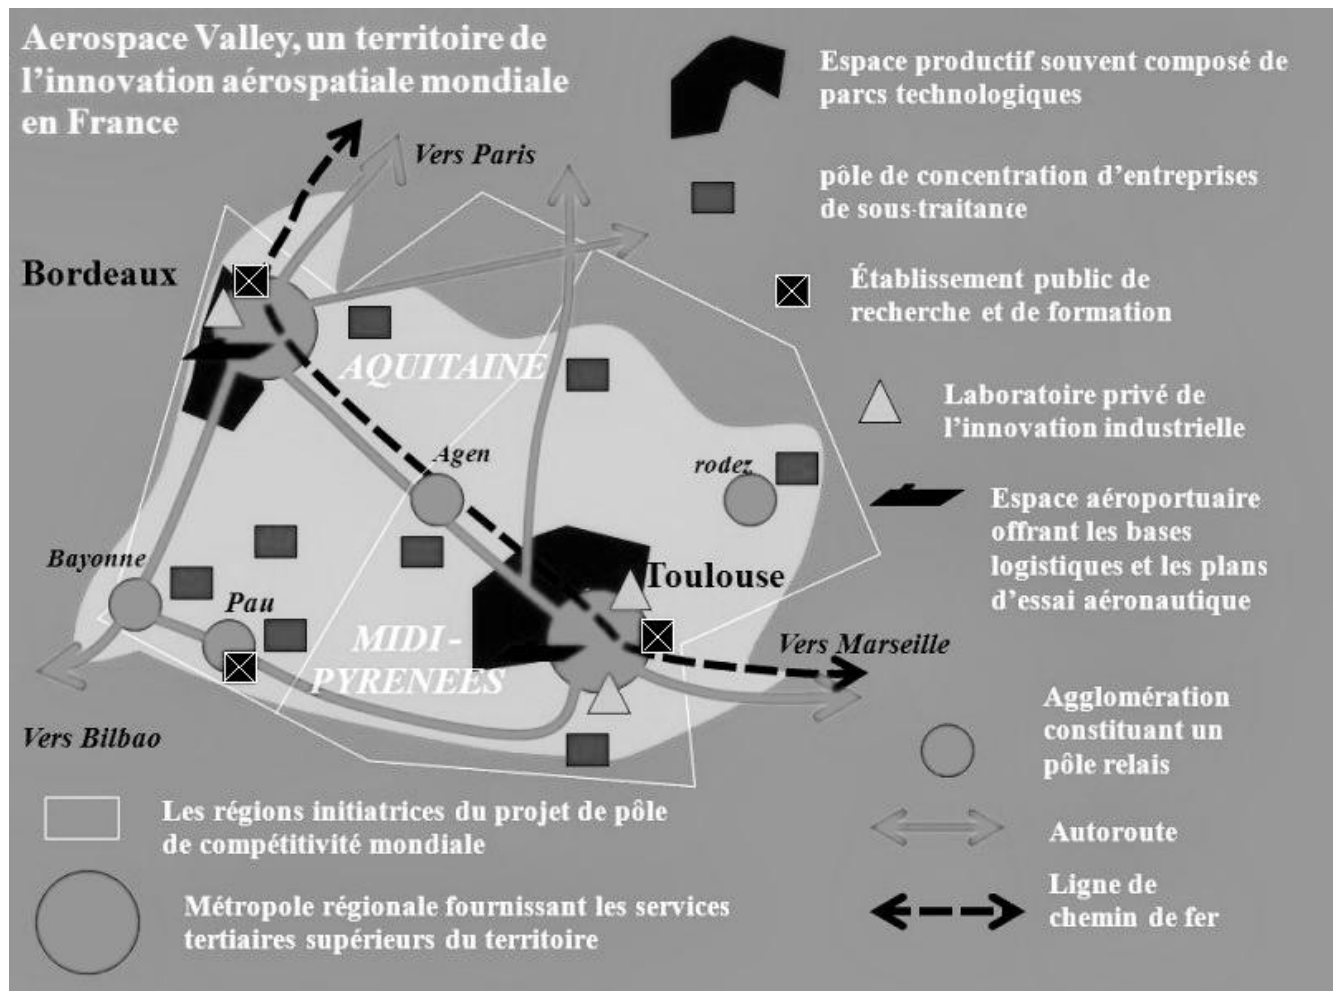 Aerospace Valley, un territoire de
l'innovation aérospatiale mondiale
en France
Vers Paris
Bordeaux
AQUITAINE
Agen
rodez
Bayonne
Pau
Toulouse
MIDI-
PYRENEES
Vers Marseille
Vers Bilbao
Espace productif souvent composé de
parcs technologiques
pôle de concentration d'entreprises
de sous-traitance
Établissement public de
recherche et de formation
Laboratoire privé de
l'innovation industrielle
Espace aéroportuaire
offrant les bases
logistiques et les plans
d'essai aéronautique
Agglomération
constituant un
pôle relais
Autoroute
Ligne de
chemin de fer
Les régions initiatrices du projet de pôle
de compétitivité mondiale
Métropole régionale fournissant les services
tertiaires supérieurs du territoire